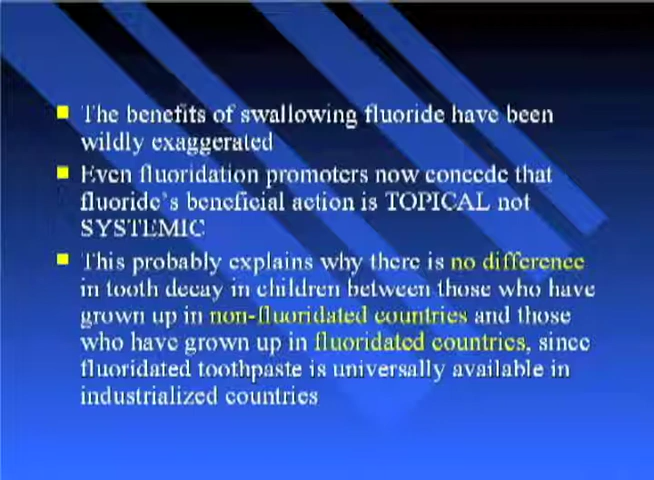 The benefits of swallowing fluoride have been
wildly exaggerated
Even fluoridation promoters now concede that
fluoride's beneficial action is TOPICAL not
SYSTEMIC
This probably explains why there is no difference
in tooth decay in children between those who have
grown up in non-fluoridated countries and those
who have grown up in fluoridated countries, since
fluoridated toothpaste is universally available in
industrialized countries